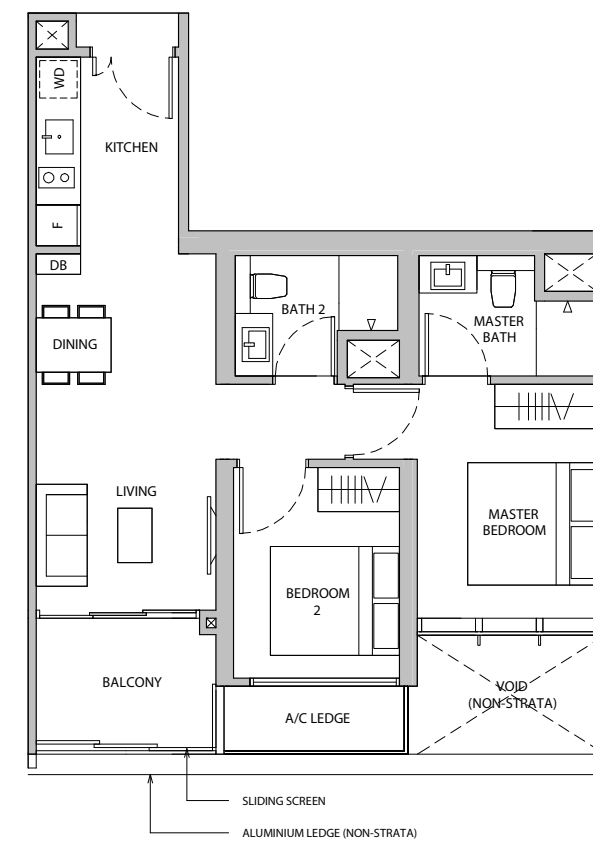 WD
KITCHEN
F
DB
BATH 2
MASTER
BATH
DINING
LIVING
MASTER
BEDROOM
BEDROOM
2
BALCONY
VOID
(NON-STRATA)
A/C LEDGE
SLIDING SCREEN
ALUMINIUM LEDGE (NON-STRATA)